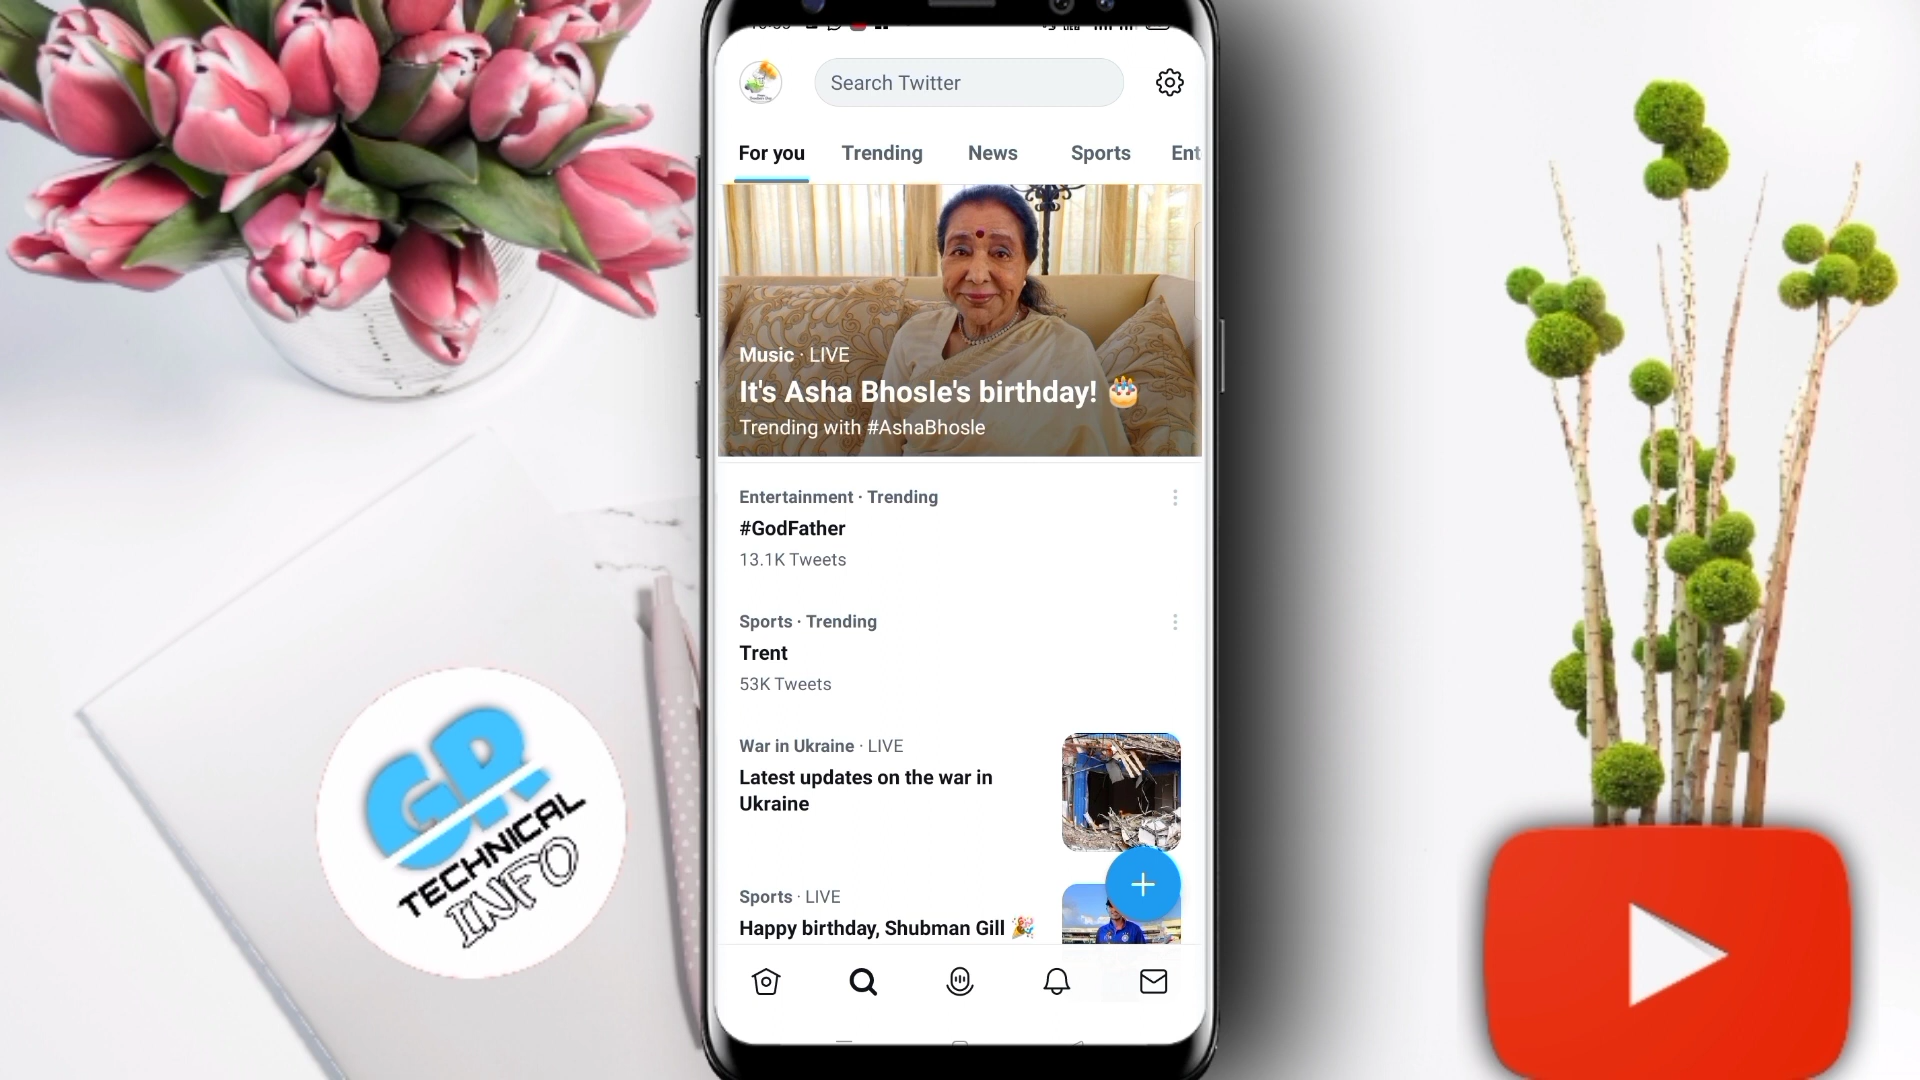 Search Twitter
For you Trending News Sports Ent
Music · LIVE
It's Asha Bhosle's birthday! 🎂
Trending with #AshaBhosle
Entertainment · Trending
#GodFather
13.1K Tweets
Sports · Trending
Trent
53K Tweets
War in Ukraine · LIVE
Latest updates on the war in
Ukraine
Sports · LIVE
Happy birthday, Shubman Gill 🎉
GR
TECHNICAL
INFO